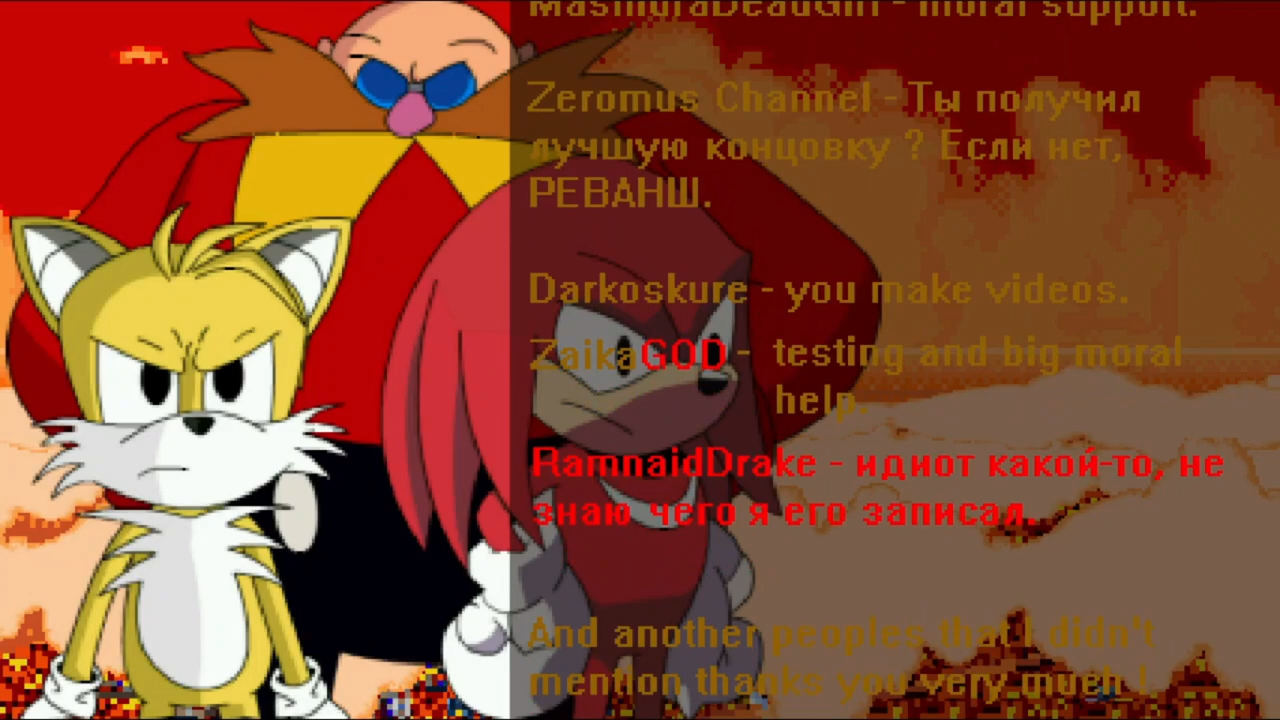 MashuraDeadGirl - moral support.
Zeromus Channel - Ты получил
лучшую концовку ? Если нет,
РЕВАНШ.
Darkoskure - you make videos.
ZaikaGOD - testing and big moral
help.
RamnaidDrake - идиот какой-то, не
знаю чего я его записал.
And another peoples that i didn't
mention thanks you very much !